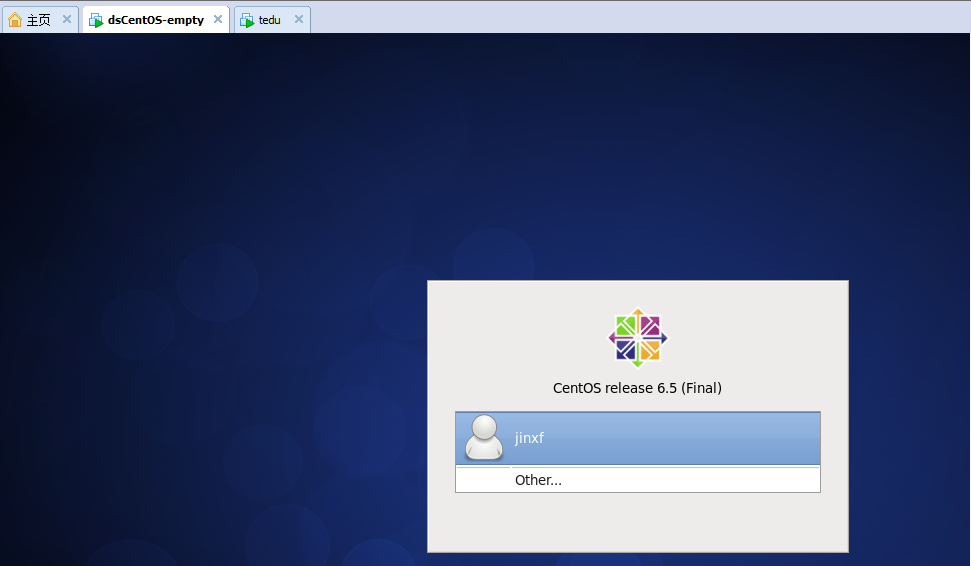 主页
dsCentOS-empty
tedu
CentOS release 6.5 (Final)
jinxf
Other...